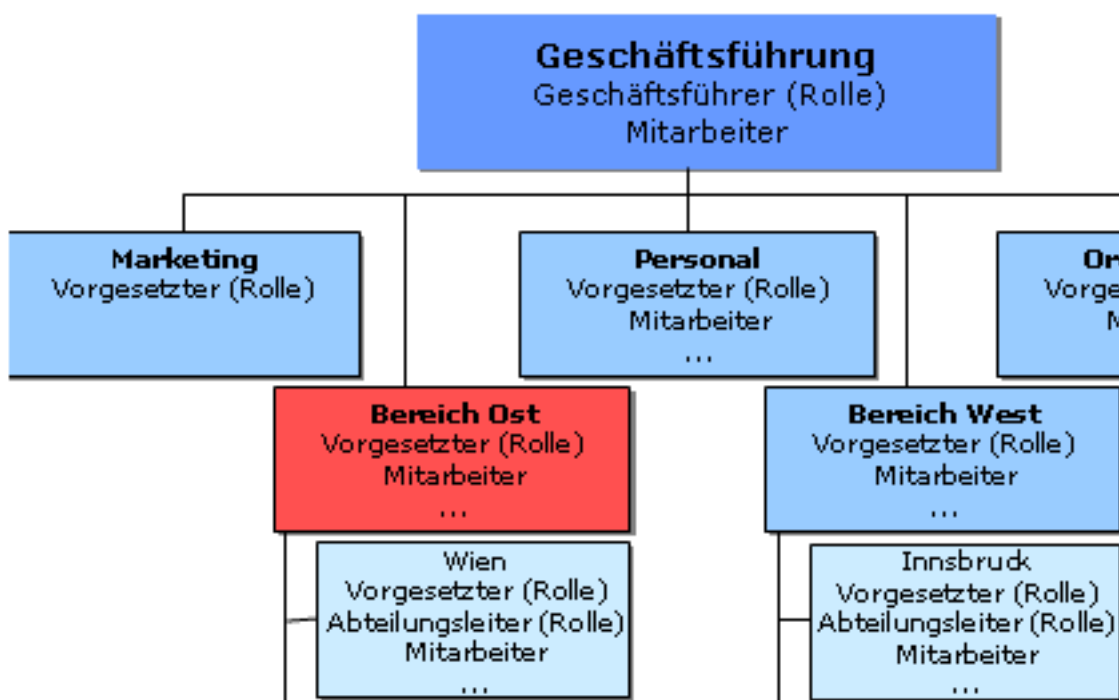 Geschäftsführung
Geschäftsführer (Rolle)
Mitarbeiter
Marketing
Vorgesetzter (Rolle)
Personal
Vorgesetzter (Rolle)
Mitarbeiter
...
Bereich Ost
Vorgesetzter (Rolle)
Mitarbeiter
...
Bereich West
Vorgesetzter (Rolle)
Mitarbeiter
...
Wien
Vorgesetzter (Rolle)
Abteilungsleiter (Rolle)
Mitarbeiter
...
Innsbruck
Vorgesetzter (Rolle)
Abteilungsleiter (Rolle)
Mitarbeiter
...